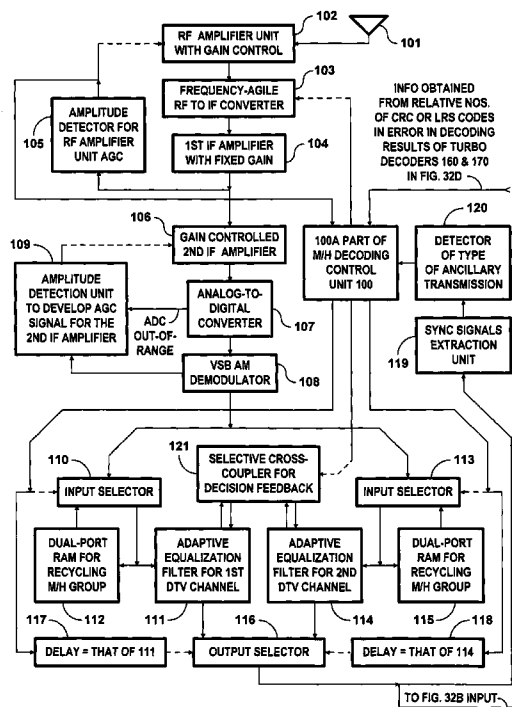 102
RF AMPLIFIER UNIT
WITH GAIN CONTROL
101
103
FREQUENCY-AGILE
RF TO IF CONVERTER
105
AMPLITUDE
DETECTOR FOR
RF AMPLIFIER
UNIT AGC
1ST IF AMPLIFIER
WITH FIXED GAIN
104
INFO OBTAINED
FROM RELATIVE NOS.
OF CRC OR LRS CODES
IN ERROR IN DECODING
RESULTS OF TURBO
DECODERS 160 & 170
IN FIG. 32D
106
GAIN CONTROLLED
2ND IF AMPLIFIER
100A PART OF
M/H DECODING
CONTROL
UNIT 100
120
DETECTOR
OF TYPE
OF ANCILLARY
TRANSMISSION
109
AMPLITUDE
DETECTION UNIT
TO DEVELOP AGC
SIGNAL FOR THE
2ND IF AMPLIFIER
ANALOG-TO-
DIGITAL
CONVERTER
107
ADC
OUT-OF-
RANGE
VSB AM
DEMODULATOR
108
SYNC SIGNALS
EXTRACTION
UNIT
119
110
INPUT SELECTOR
121
SELECTIVE CROSS-
COUPLER FOR
DECISION FEEDBACK
113
INPUT SELECTOR
DUAL-PORT
RAM FOR
RECYCLING
M/H GROUP
112
ADAPTIVE
EQUALIZATION
FILTER FOR 1ST
DTV CHANNEL
111
ADAPTIVE
EQUALIZATION
FILTER FOR 2ND
DTV CHANNEL
114
DUAL-PORT
RAM FOR
RECYCLING
M/H GROUP
115
117
DELAY = THAT OF 111
116
OUTPUT SELECTOR
118
DELAY = THAT OF 114
TO FIG. 32B INPUT